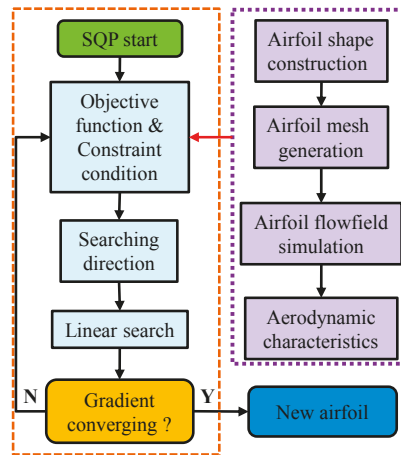 SQP start
Objective
function &
Constraint
condition
Searching
direction
Linear search
Gradient
converging ?
N
Y
New airfoil
Airfoil shape
construction
Airfoil mesh
generation
Airfoil flowfield
simulation
Aerodynamic
characteristics